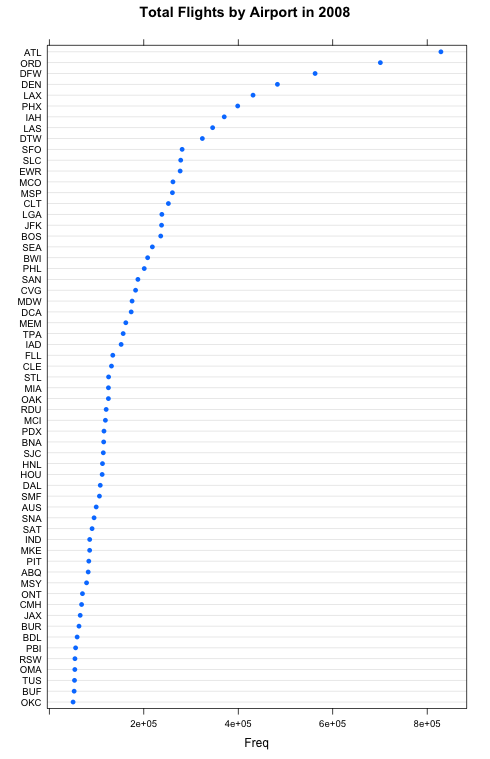 Total Flights by Airport in 2008
ATL
ORD
DFW
DEN
LAX
PHX
IAH
LAS
DTW
SFO
SLC
EWR
MCO
MSP
CLT
LGA
JFK
BOS
SEA
BWI
PHL
SAN
CVG
MDW
DCA
MEM
TPA
IAD
FLL
CLE
STL
MIA
OAK
RDU
MCI
PDX
BNA
SJC
HNL
HOU
DAL
SMF
AUS
SNA
SAT
IND
MKE
PIT
ABQ
MSY
ONT
CMH
JAX
BUR
BDL
PBI
RSW
OMA
TUS
BUF
OKC
2e+05 4e+05 6e+05 8e+05
Freq